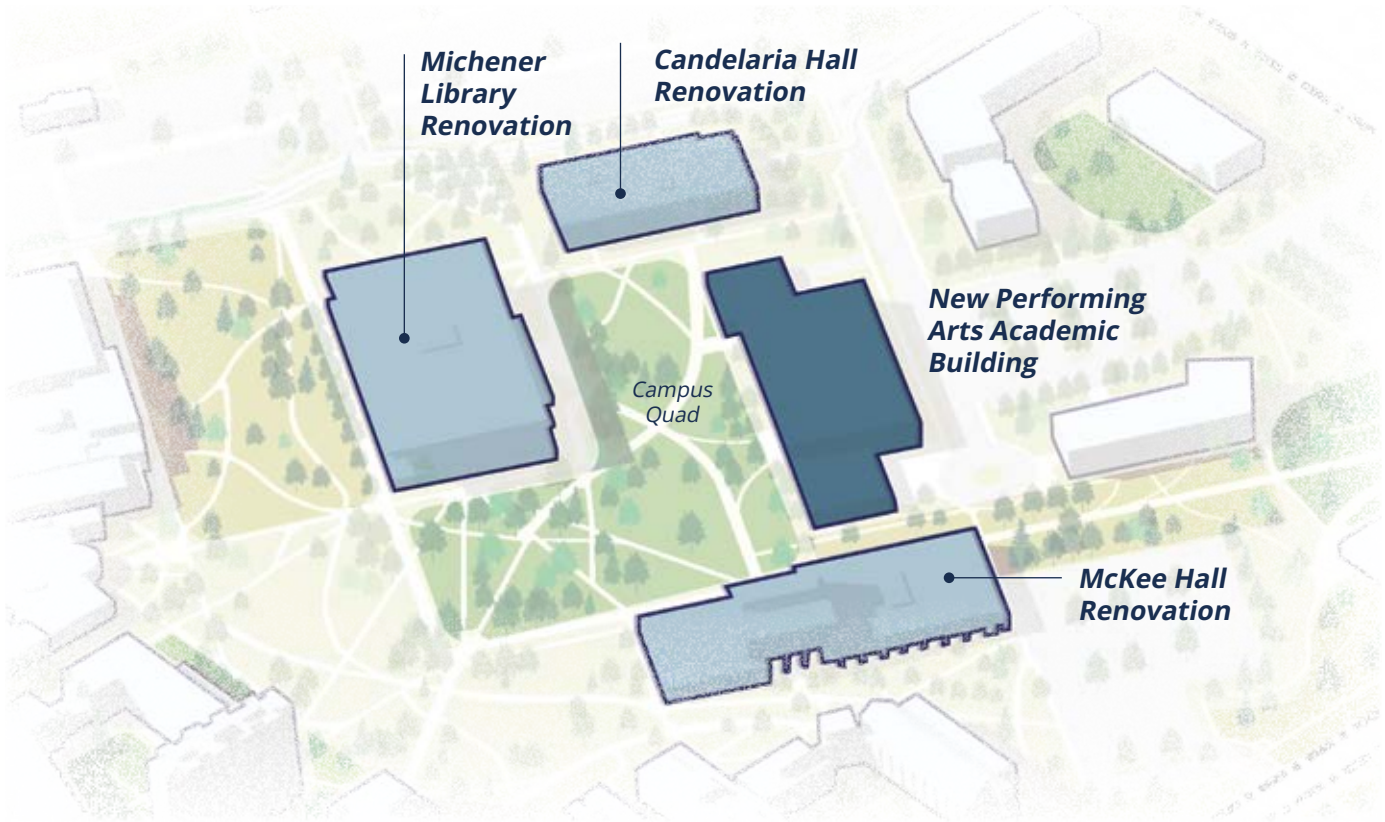 Michener
Library
Renovation
Candelaria Hall
Renovation
New Performing
Arts Academic
Building
Campus
Quad
McKee Hall
Renovation